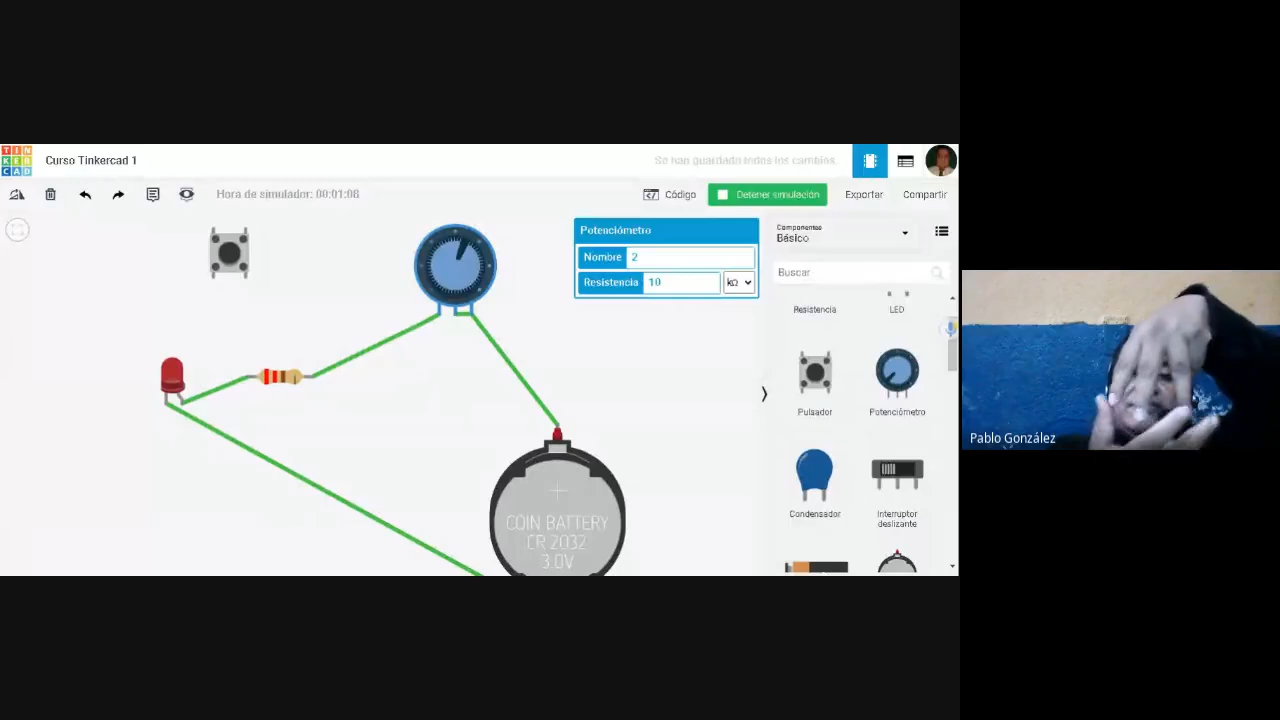 TIN
KER
CAD
Curso Tinkercad 1
Se han guardado todos los cambios.
Hora de simulador: 00:01:08
Código
Detener simulación
Exportar
Compartir
Potenciómetro
Nombre 2
Resistencia 10 kΩ
Componentes
Básico
Buscar
Resistencia
LED
Pulsador
Potenciómetro
Condensador
Interruptor
deslizante
COIN BATTERY
CR 2032
3.0V
Pablo González